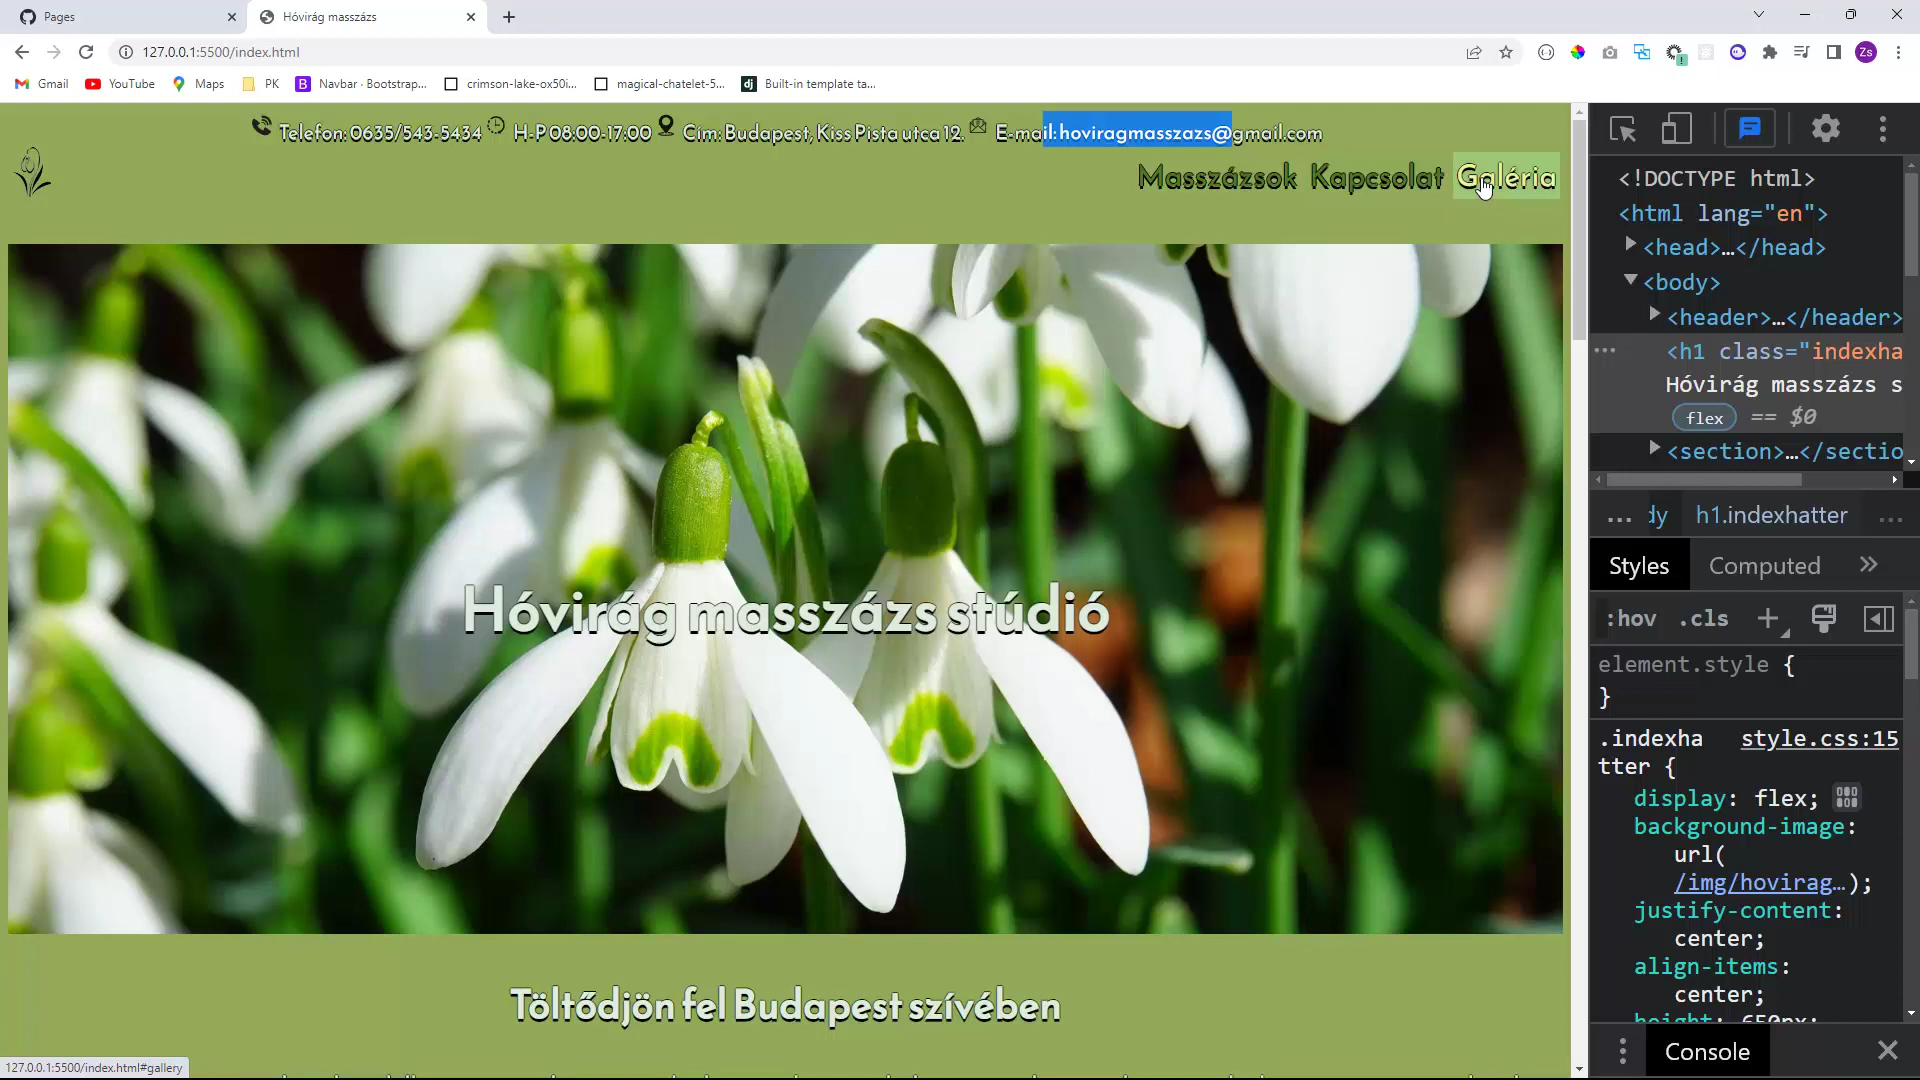 Pages
Hóvirág masszázs
127.0.0.1:5500/index.html
Zs
Gmail
YouTube
Maps
PK
B
Navbar · Bootstrap...
crimson-lake-ox50i...
magical-chatelet-5...
dj
Built-in template ta...
Telefon: 0635/543-5434
H-P 08:00-17:00
Cím: Budapest, Kiss Pista utca 12.
E-mail: hoviragmasszazs@gmail.com
Masszázsok Kapcsolat Galéria
Hóvirág masszázs stúdió
Töltődjön fel Budapest szívében
127.0.0.1:5500/index.html#gallery
<!DOCTYPE html>
<html lang="en">
<head>…</head>
<body>
<header>…</header>
<h1 class="indexha
Hóvirág masszázs s
flex == $0
<section>…</sectio
... dy h1.indexhatter ...
Styles Computed »
:hov .cls +
element.style {
}
.indexha style.css:15
tter {
display: flex;
background-image:
url(
/img/hovirag…);
justify-content:
center;
align-items:
center;
height: 650px;
Console